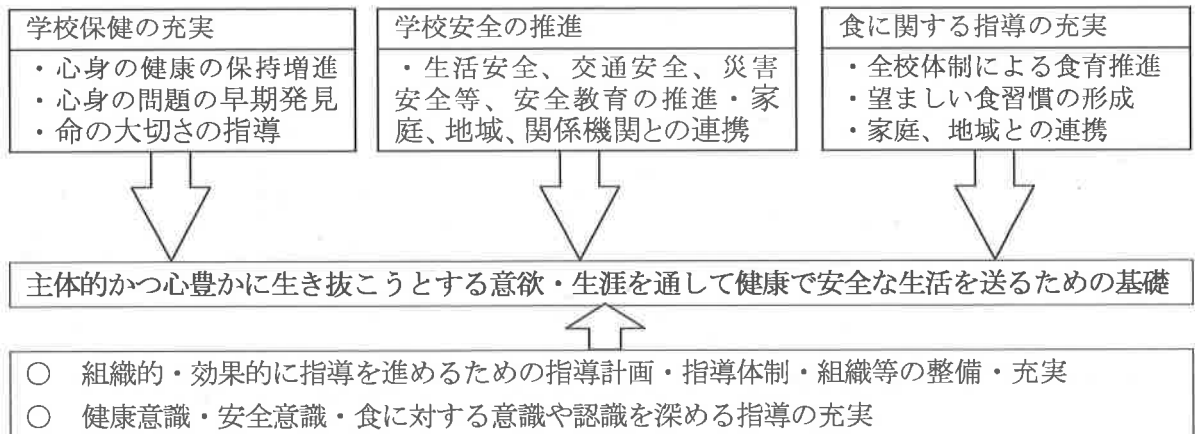 学校保健の充実
・心身の健康の保持増進
・心身の問題の早期発見
・命の大切さの指導
学校安全の推進
・生活安全、交通安全、災害
安全等、安全教育の推進・家
庭、地域、関係機関との連携
食に関する指導の充実
・全校体制による食育推進
・望ましい食習慣の形成
・家庭、地域との連携
主体的かつ心豊かに生き抜こうとする意欲・生涯を通して健康で安全な生活を送るための基礎
○　組織的・効果的に指導を進めるための指導計画・指導体制・組織等の整備・充実
○　健康意識・安全意識・食に対する意識や認識を深める指導の充実